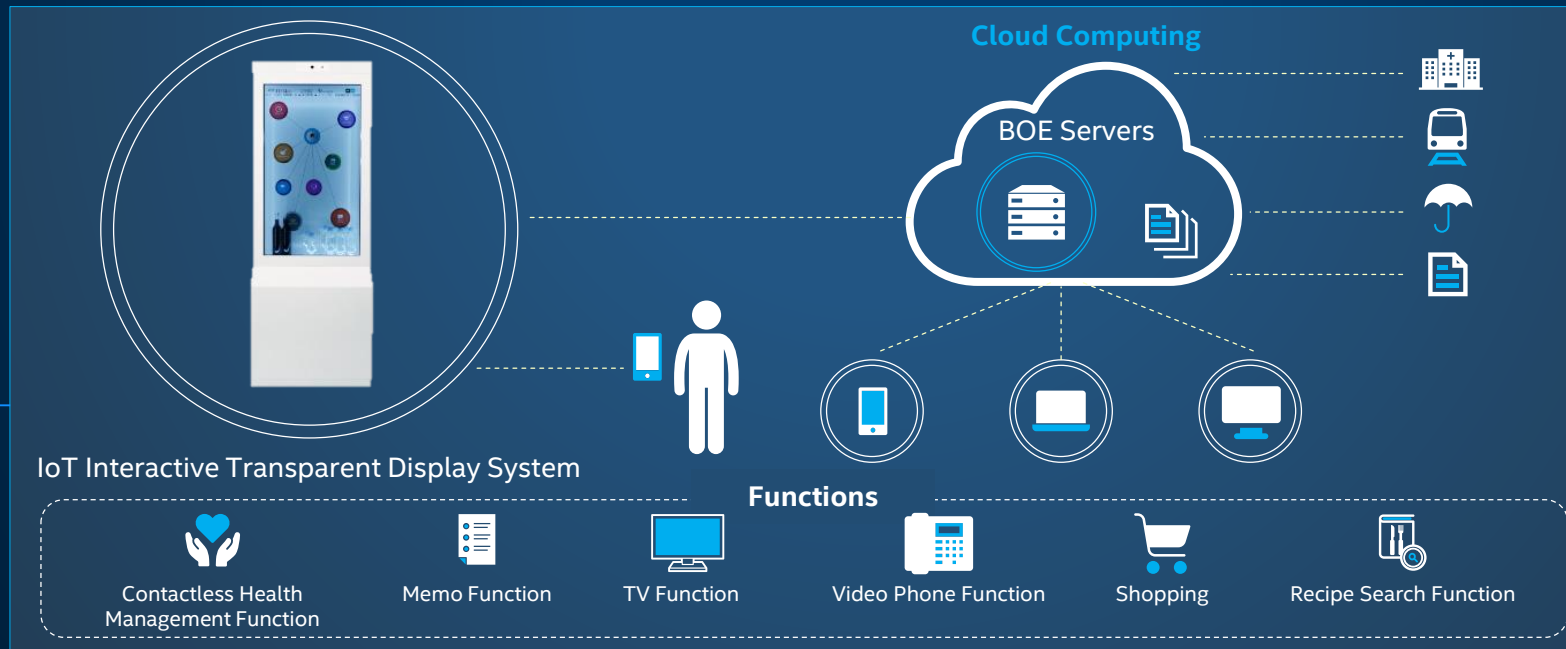 Cloud Computing
BOE Servers
IoT Interactive Transparent Display System
Functions
Contactless Health
Management Function
Memo Function
TV Function
Video Phone Function
Shopping
Recipe Search Function